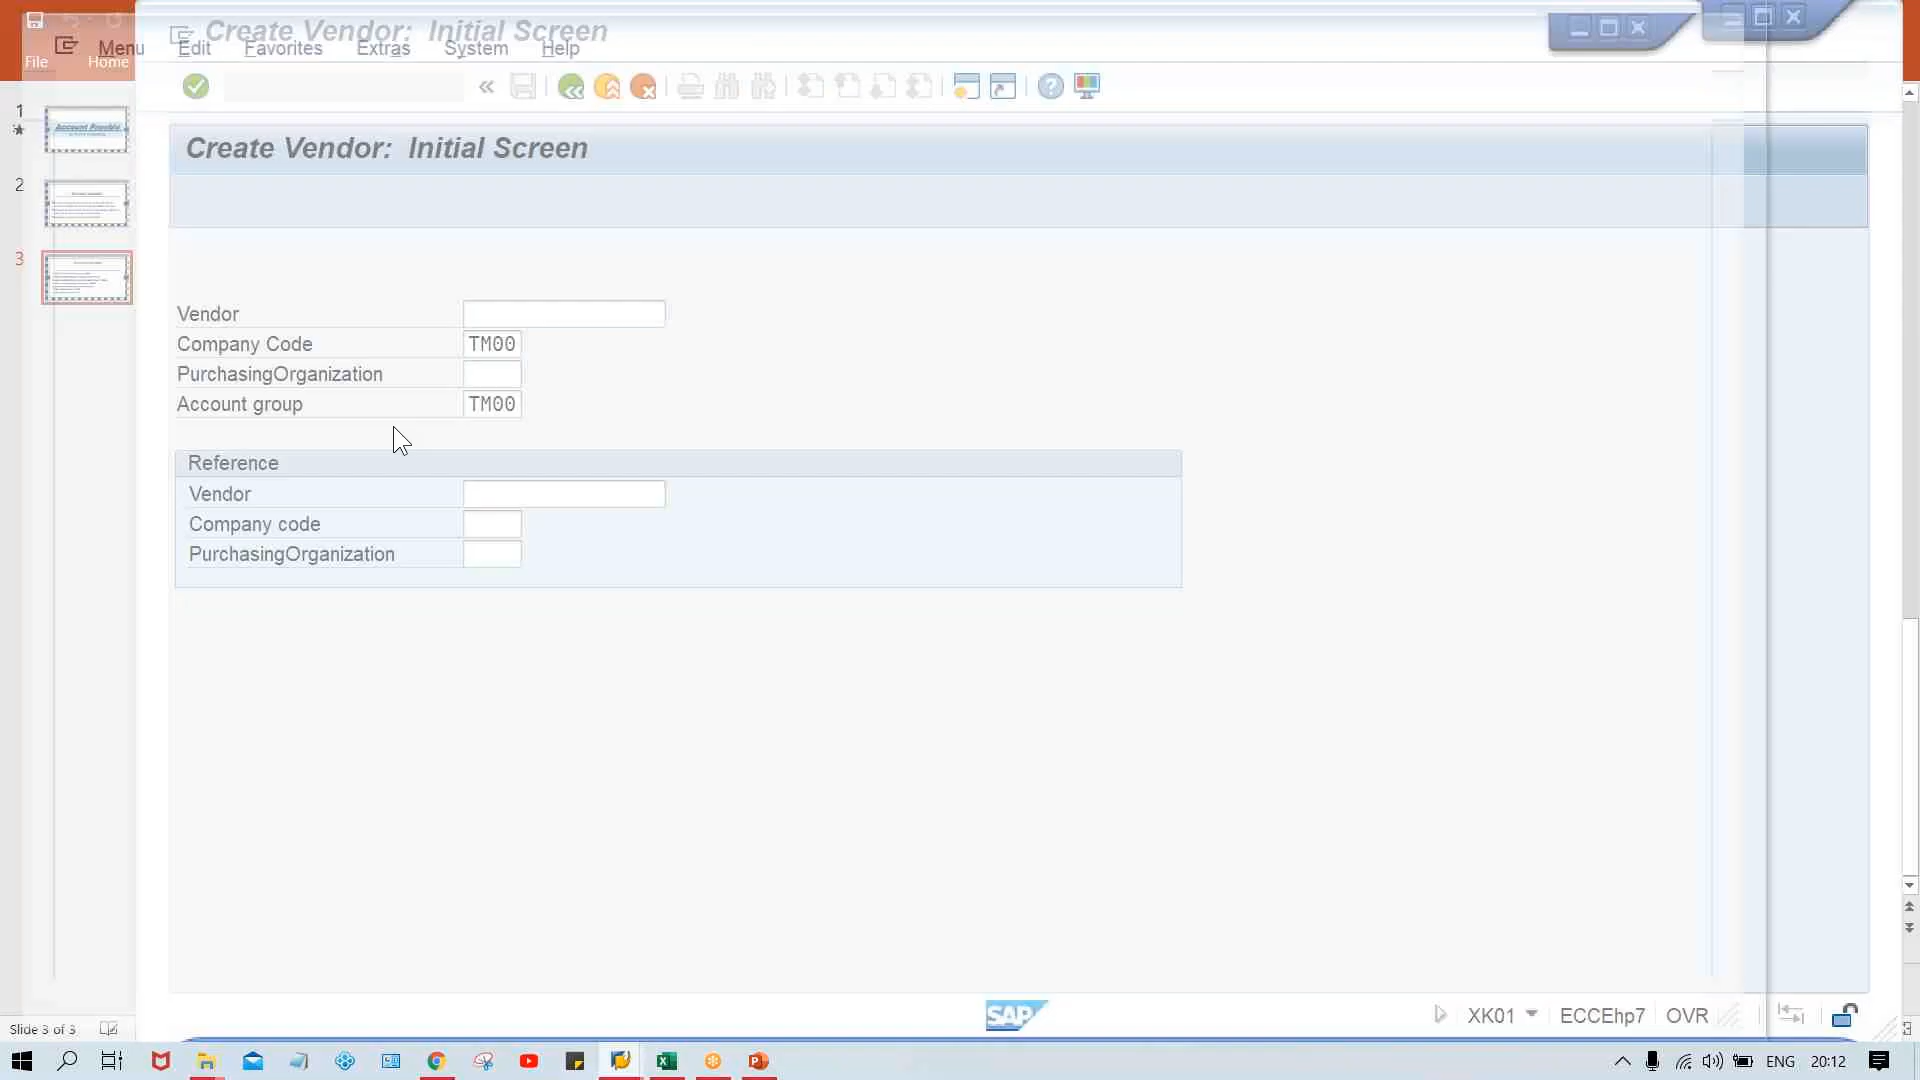 Create Vendor: Initial Screen
Menu Edit Favorites Extras System Help
File Home
Create Vendor: Initial Screen
1
Account Payable
2
3
Vendor
Company Code TM00
PurchasingOrganization
Account group TM00
Reference
Vendor
Company code
PurchasingOrganization
SAP
XK01 ECCEhp7 OVR
Slide 3 of 3
ENG 20:12